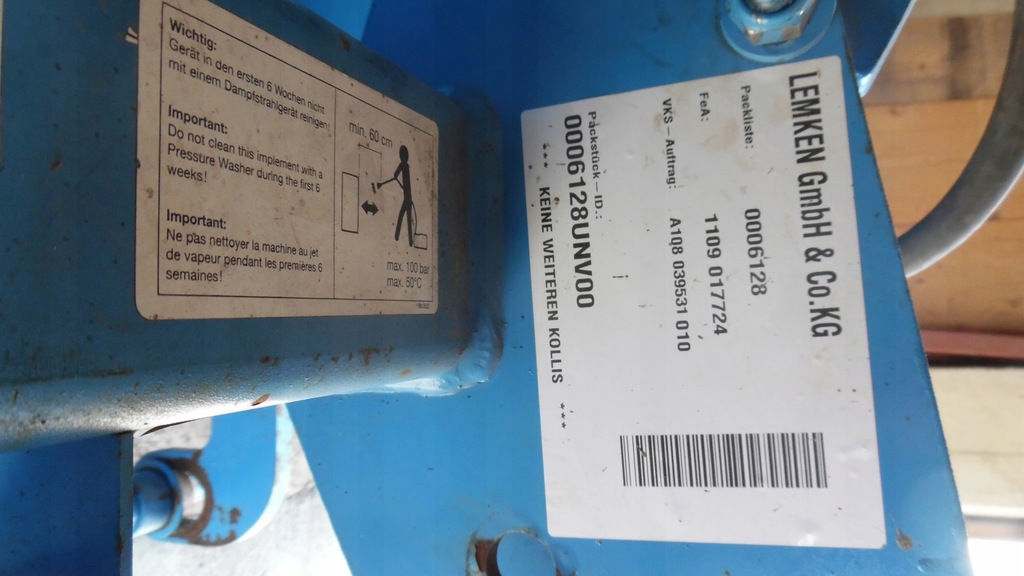 Wichtig:
Gerät in den ersten 6 Wochen nicht
mit einem Dampfstrahlgerät reinigen
Important:
Do not clean this implement with a
Pressure Washer during the first 6
weeks!
Important:
Ne pas nettoyer la machine au jet
de vapeur pendant les premières 6
semaines!
min. 60 cm
max. 100 bar
max. 50°C
LEMKEN GmbH & Co.KG
Packliste: 0006128
FeA: 1109 017724
VKS-Auftrag: A108 039531 010
Packstück-ID.:
0006128UNV00
*** KEINE WEITEREN KOLLIS ***